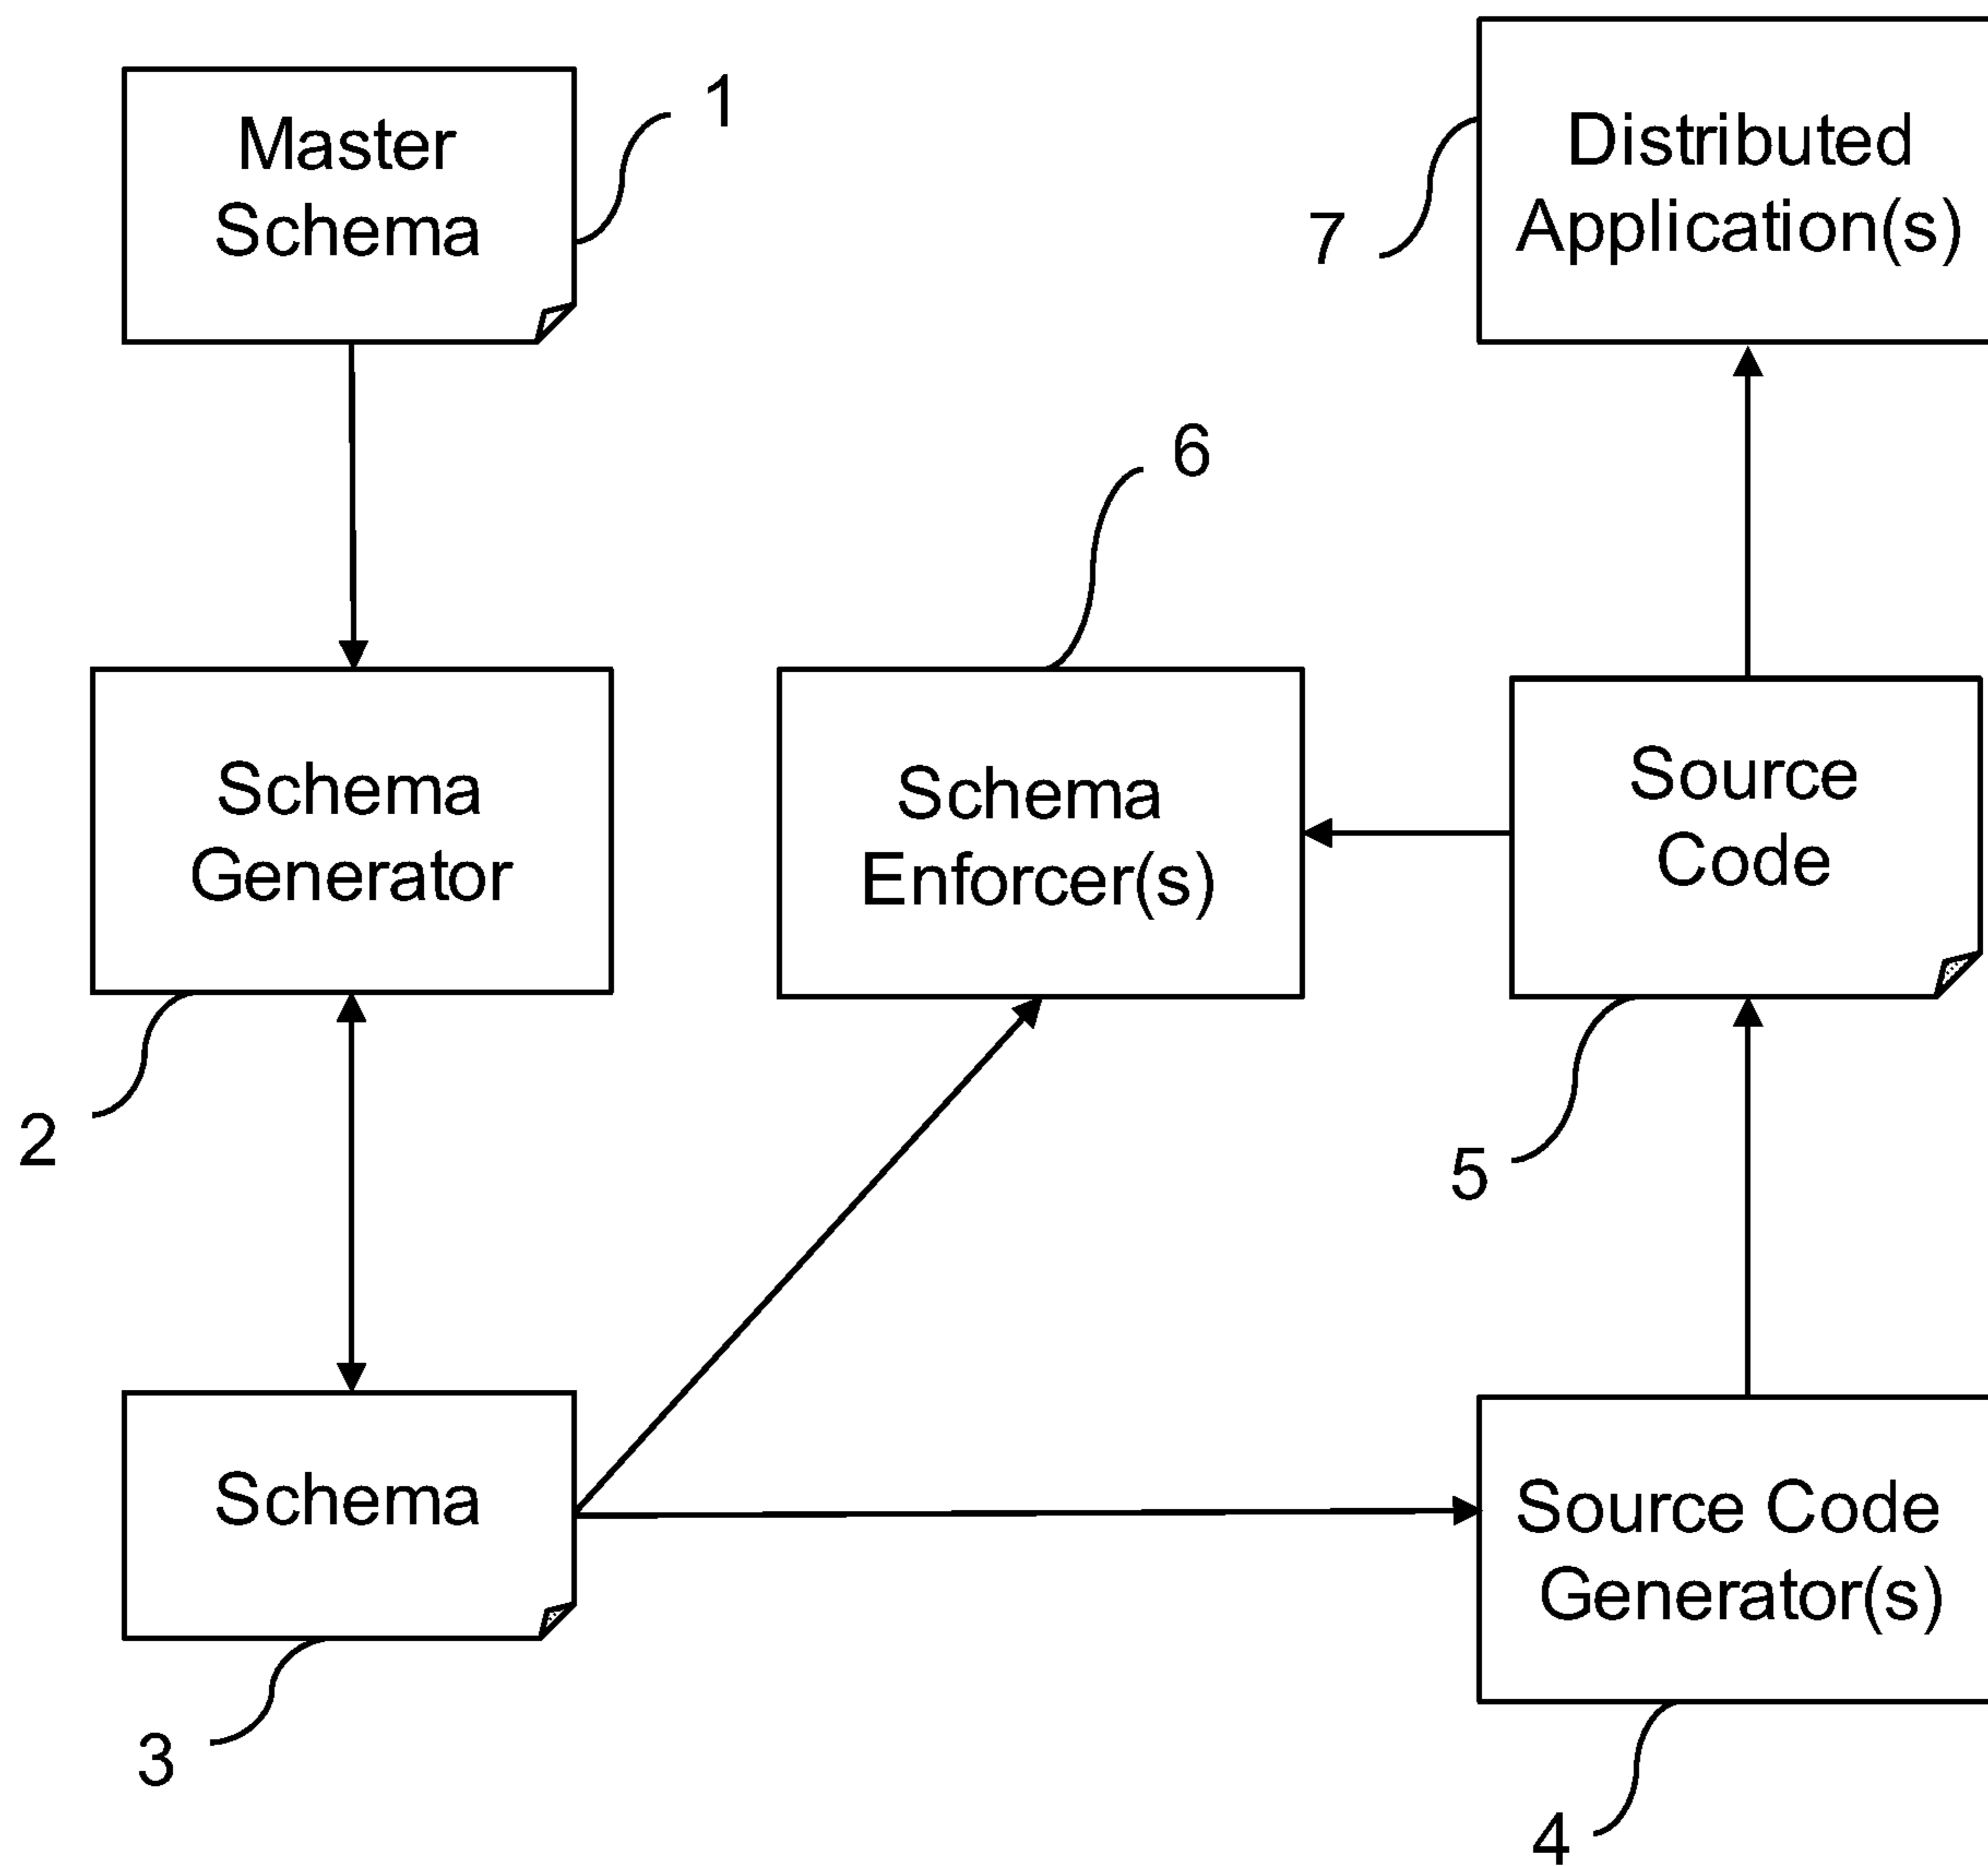 Master
Schema
1
Distributed
Application(s)
7
6
Schema
Generator
2
Schema
Enforcer(s)
Source
Code
5
Schema
3
Source Code
Generator(s)
4